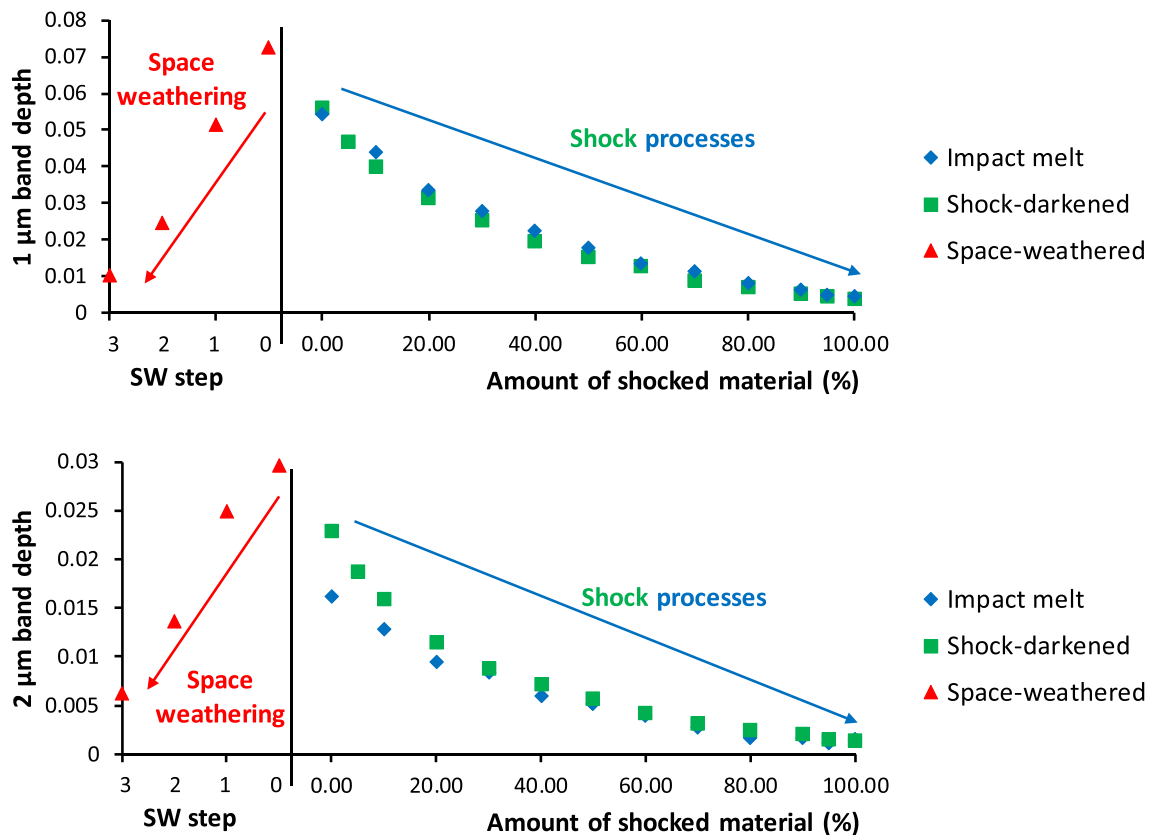 0.08
0.07
0.06
0.05
0.04
0.03
0.02
0.01
0
1 µm band depth
Space
weathering
Shock processes
Impact melt
Shock-darkened
Space-weathered
3 2 1 0 0.00 20.00 40.00 60.00 80.00 100.00
SW step Amount of shocked material (%)
0.03
0.025
0.02
0.015
0.01
0.005
0
2 µm band depth
Shock processes
Space
weathering
Impact melt
Shock-darkened
Space-weathered
3 2 1 0 0.00 20.00 40.00 60.00 80.00 100.00
SW step Amount of shocked material (%)